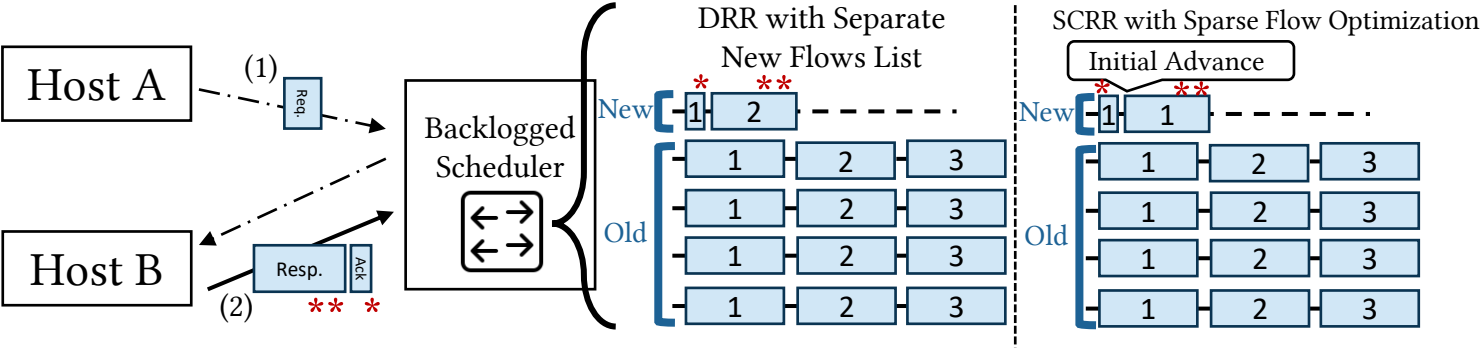 Host A
(1)
Req.
Host B
(2)
Resp.
Ack
**
*
Backlogged
Scheduler
DRR with Separate
New Flows List
New
*
**
1
2
Old
1 2 3
1 2 3
1 2 3
1 2 3
SCRR with Sparse Flow Optimization
Initial Advance
New
*
**
1
1
Old
1 2 3
1 2 3
1 2 3
1 2 3